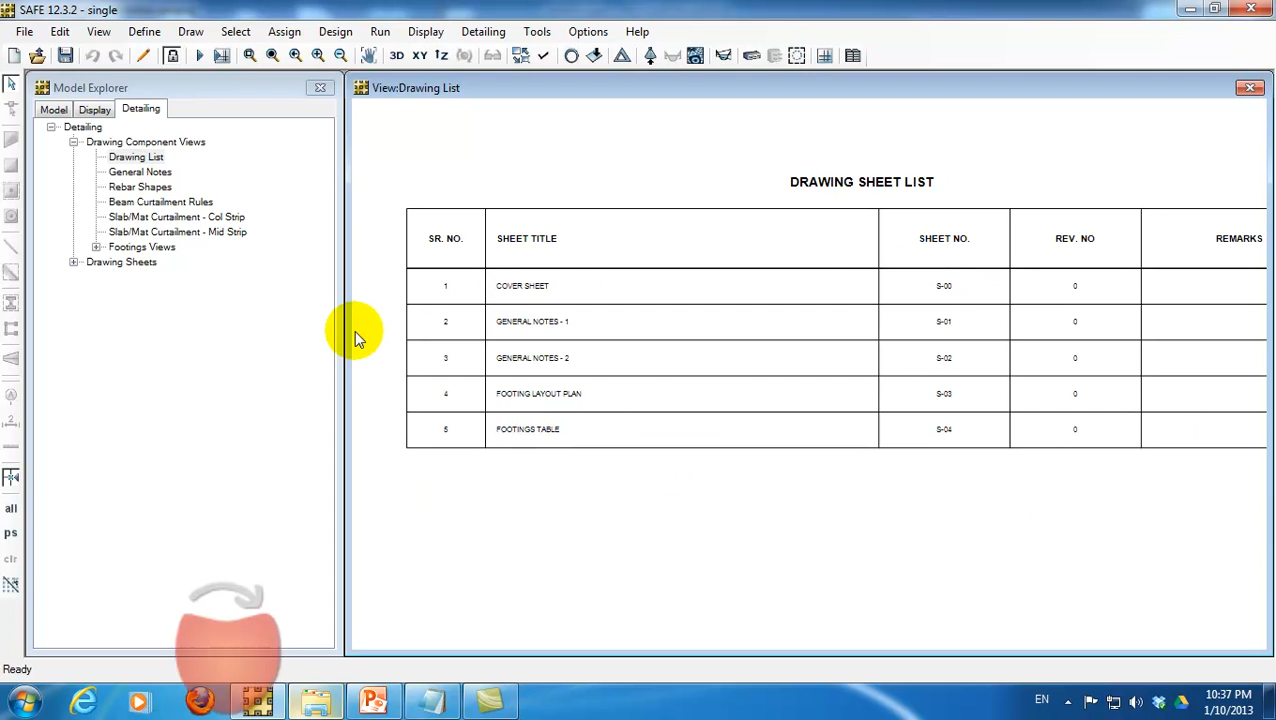 SAFE 12.3.2 - single
File Edit View Define Draw Select Assign Design Run Display Detailing Tools Options Help
3D XY
Model Explorer
View:Drawing List
Model Display Detailing
Detailing
Drawing Component Views
Drawing List
General Notes
Rebar Shapes
Beam Curtailment Rules
Slab/Mat Curtailment - Col Strip
Slab/Mat Curtailment - Mid Strip
Footings Views
Drawing Sheets
all
ps
clr
DRAWING SHEET LIST
SR. NO. SHEET TITLE SHEET NO. REV. NO REMARKS
1 COVER SHEET S-00 0
2 GENERAL NOTES - 1 S-01 0
3 GENERAL NOTES - 2 S-02 0
4 FOOTING LAYOUT PLAN S-03 0
5 FOOTINGS TABLE S-04 0
Ready
EN
10:37 PM
1/10/2013